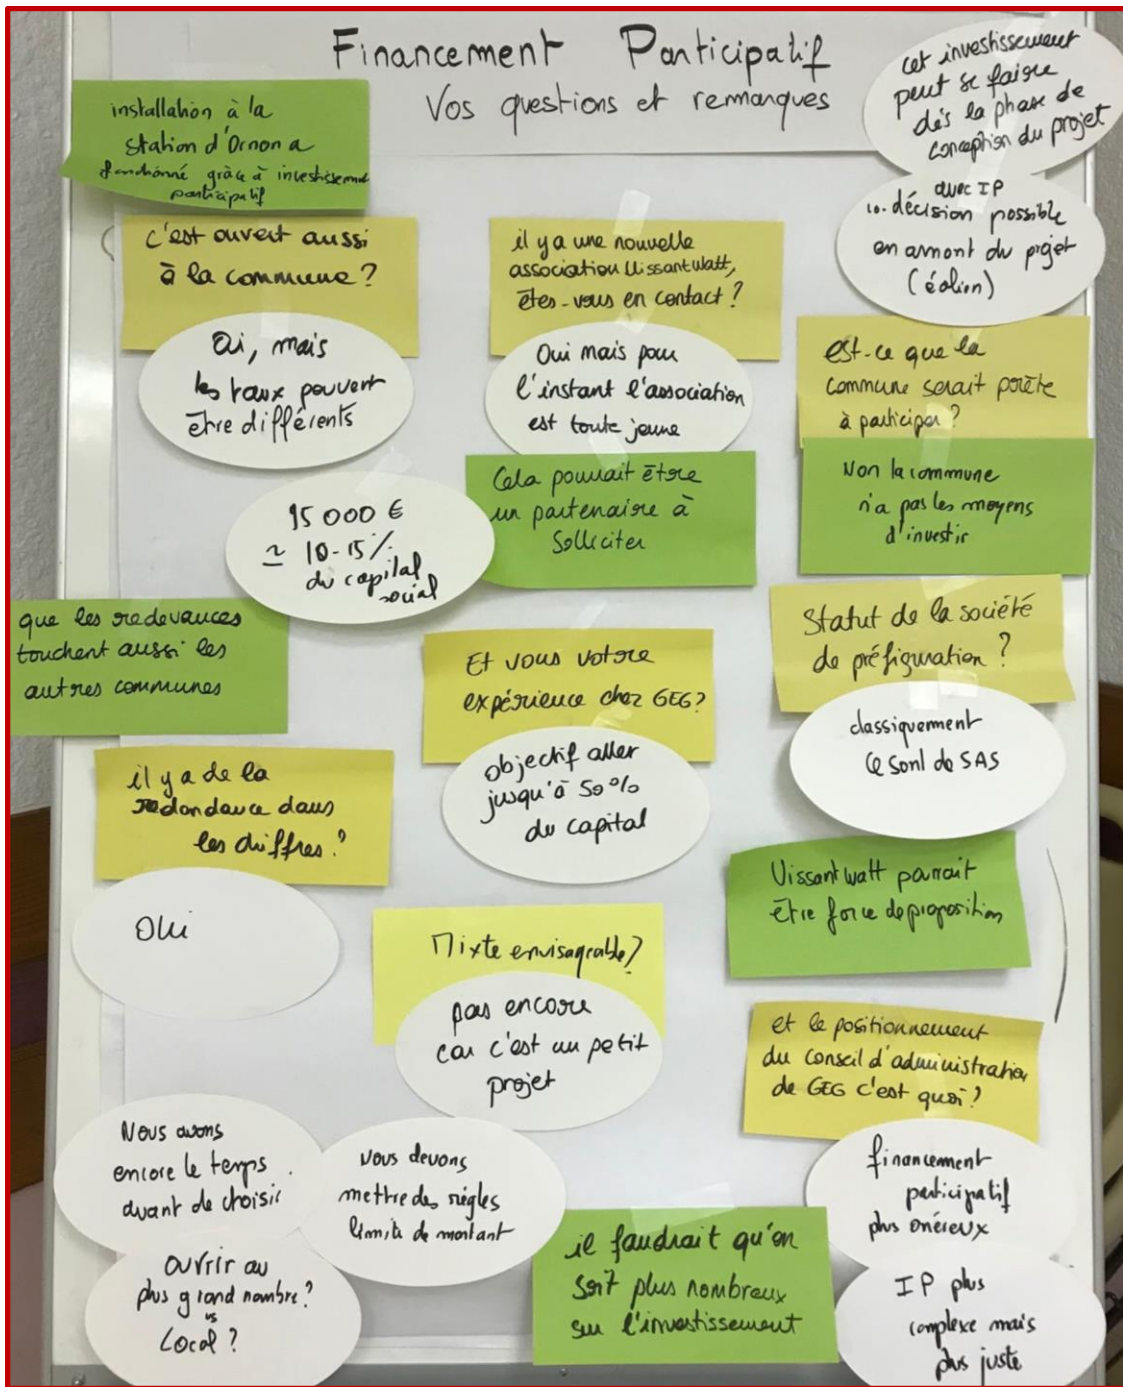 Financement Participatif
Vos questions et remarques
cet investissement
peut se faire
dès la phase de
conception du projet
installation à la
Station d'Ornon a
fonctionné grâce à investissement
participatif
avec IP
décision possible
en amont du projet
(éolien)
c'est ouvert aussi
à la commune ?
Oui, mais
les taux peuvent
être différents
il y a une nouvelle
association Uissantwatt,
êtes-vous en contact ?
Oui mais pour
l'instant l'association
est toute jeune
Cela pourrait être
un partenaire à
Solliciter
est-ce que la
commune serait prête
à participer ?
Non la commune
n'a pas les moyens
d'investir
15 000 €
≃ 10-15 %
du capital
social
que les redevances
touchent aussi les
autres communes
Et vous votre
expérience chez GEG ?
objectif aller
jusqu'à 50 %
du capital
Statut de la société
de préfiguration ?
classiquement
ce sont de SAS
il y a de la
redondance dans
les chiffres ?
Oui
Mixte envisageable ?
pas encore
car c'est un petit
projet
Uissantwatt pourrait
être force de proposition
et le positionnement
du conseil d'administration
de GEG c'est quoi ?
financement
participatif
plus onéreux
IP plus
complexe mais
plus juste
Nous avons
encore le temps
avant de choisir
Nous devons
mettre des règles
limite de montant
ouvrir au
plus grand nombre ?
vs
Local ?
il faudrait qu'on
soit plus nombreux
sur l'investissement